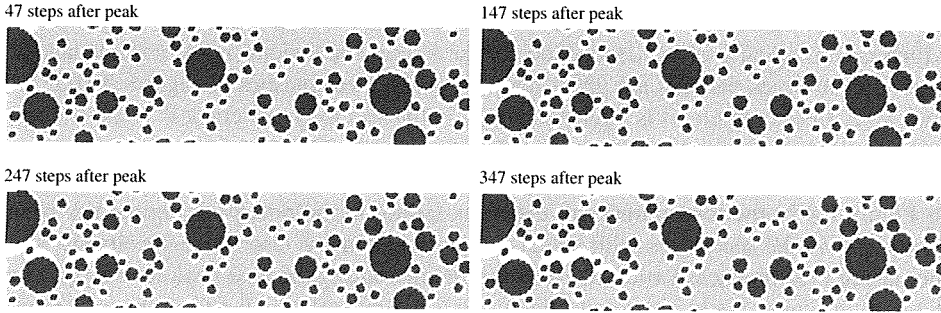 47 steps after peak
147 steps after peak
247 steps after peak
347 steps after peak